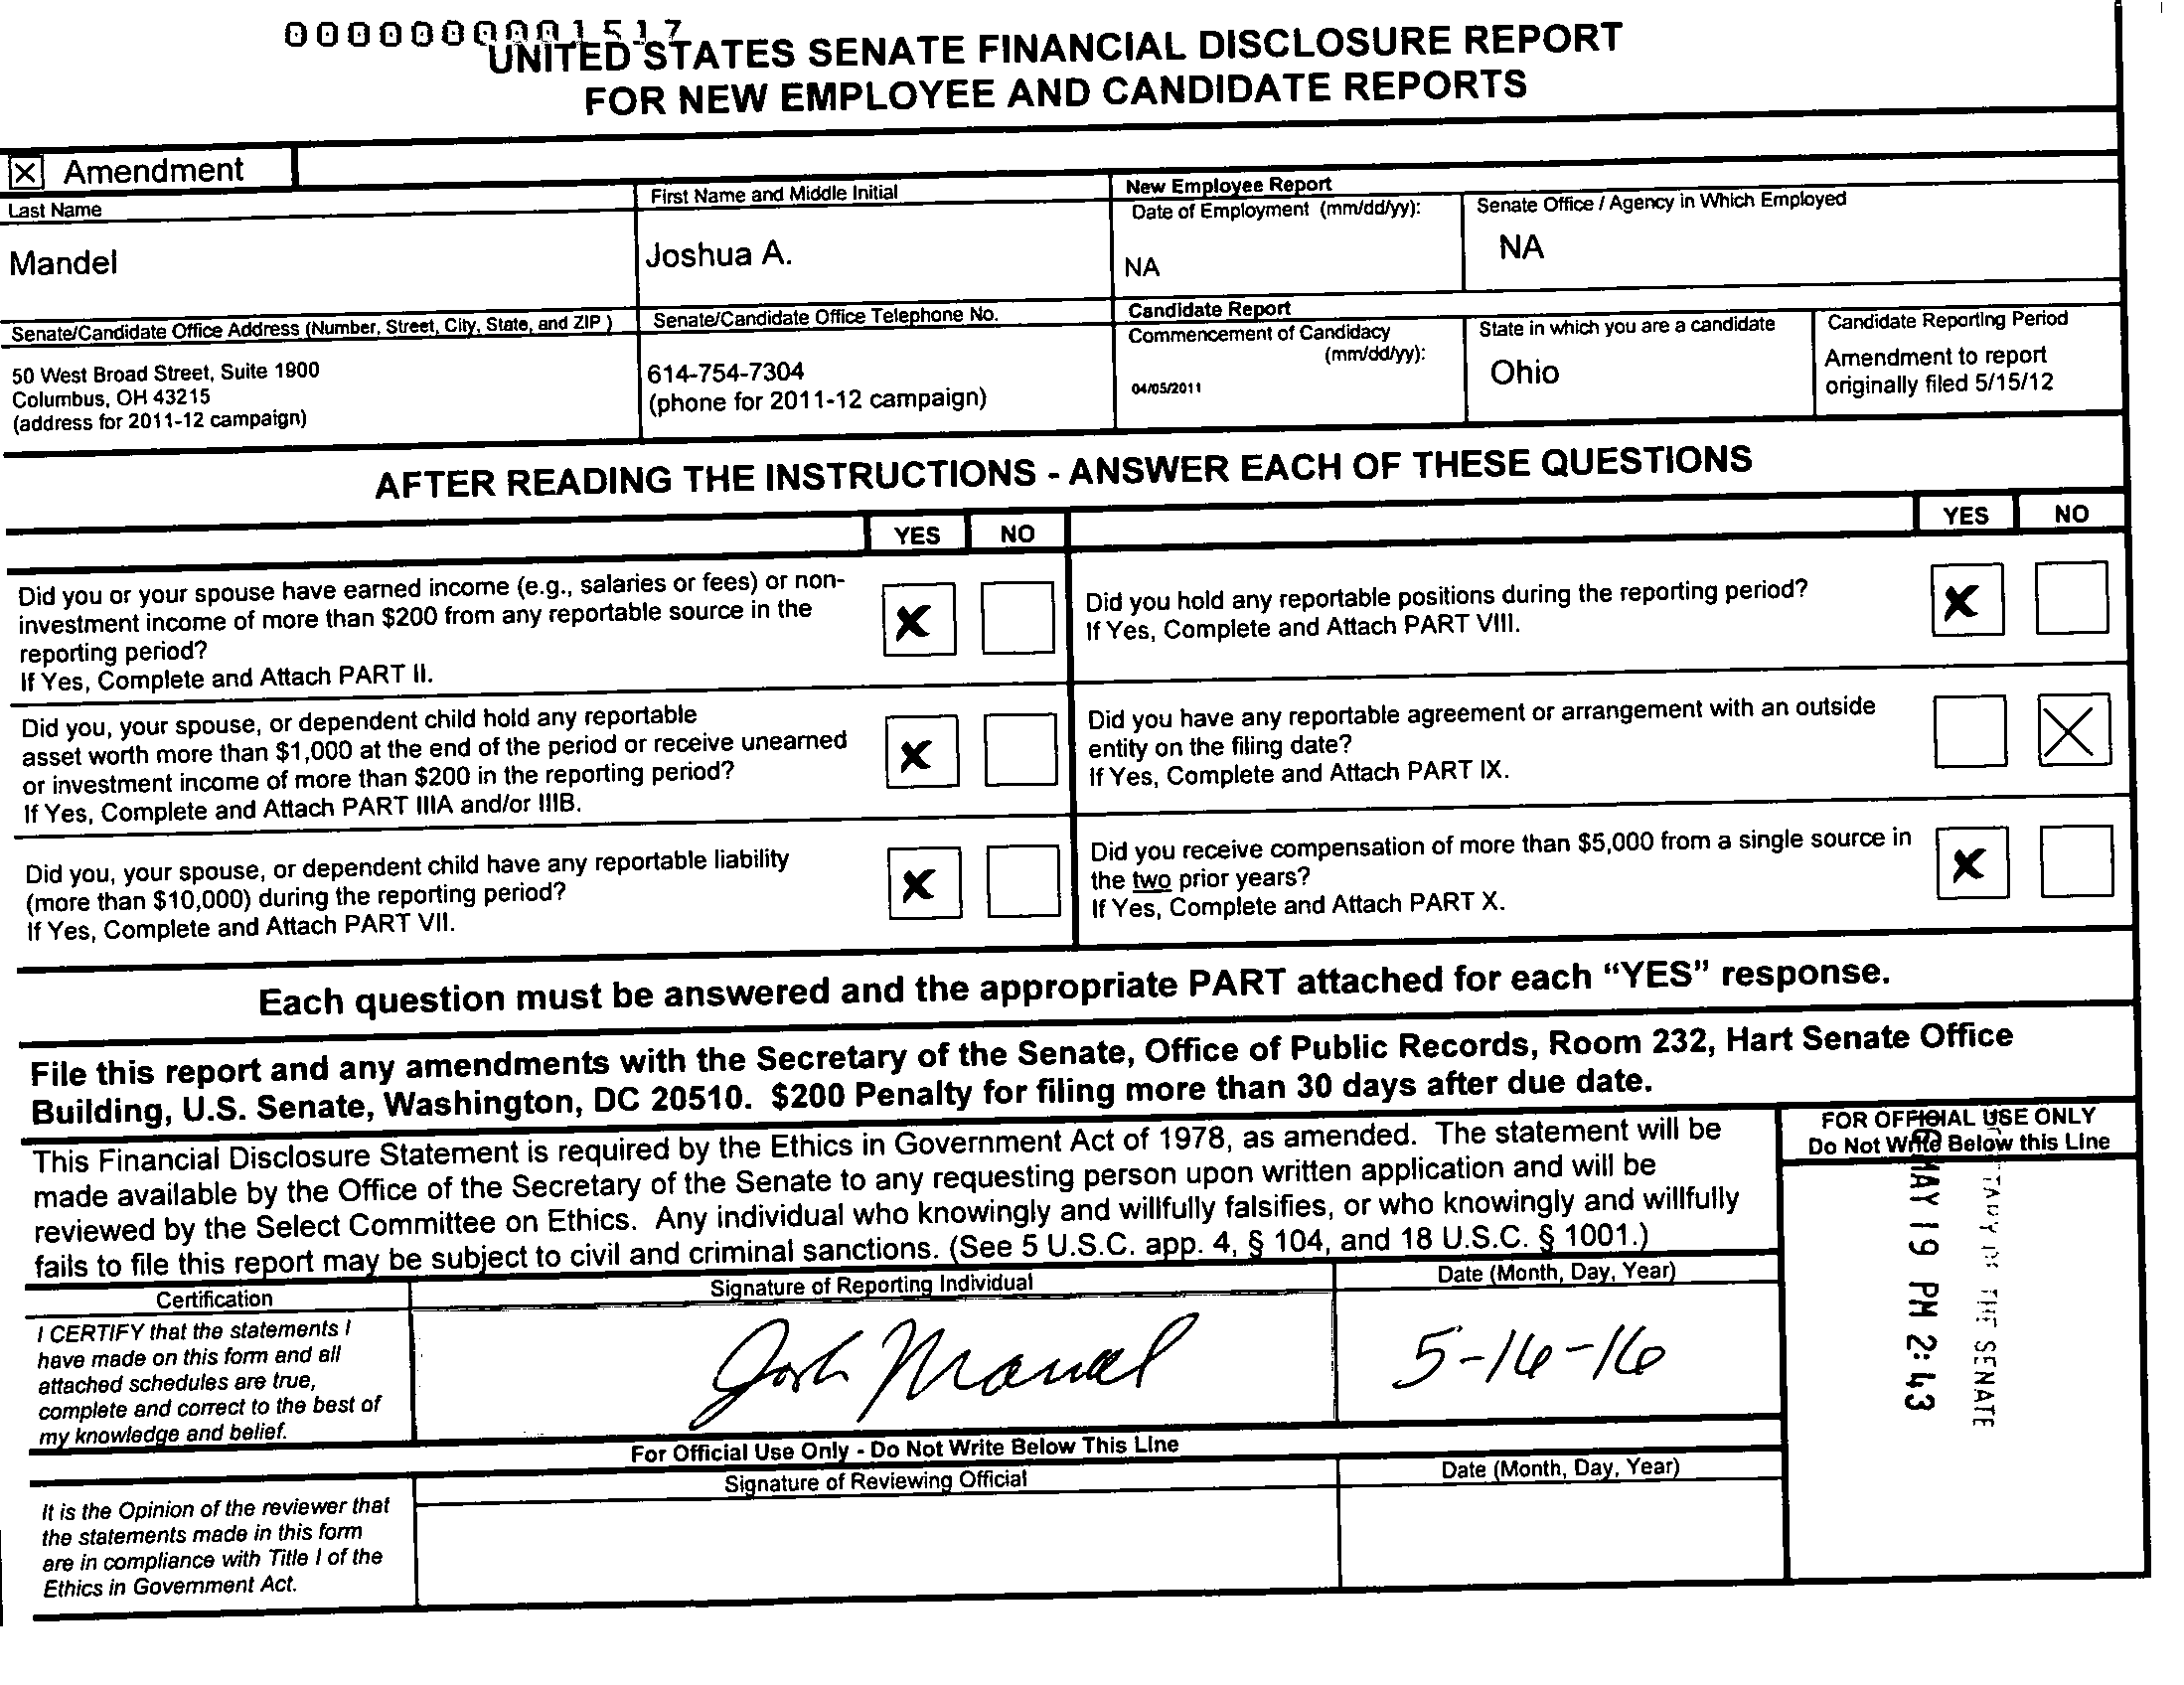 0000000001517
UNITED STATES SENATE FINANCIAL DISCLOSURE REPORT
FOR NEW EMPLOYEE AND CANDIDATE REPORTS
Amendment
Last Name
Mandel
First Name and Middle Initial
Joshua A.
New Employee Report
Date of Employment (mm/dd/yy):
NA
Senate Office / Agency in Which Employed
NA
Senate/Candidate Office Address (Number, Street, City, State, and ZIP )
50 West Broad Street, Suite 1900
Columbus, OH 43215
(address for 2011-12 campaign)
Senate/Candidate Office Telephone No.
614-754-7304
(phone for 2011-12 campaign)
Candidate Report
Commencement of Candidacy
(mm/dd/yy):
04/05/2011
State in which you are a candidate
Ohio
Candidate Reporting Period
Amendment to report
originally filed 5/15/12
AFTER READING THE INSTRUCTIONS - ANSWER EACH OF THESE QUESTIONS
YES NO
YES NO
Did you or your spouse have earned income (e.g., salaries or fees) or non-
investment income of more than $200 from any reportable source in the
reporting period?
If Yes, Complete and Attach PART II.
Did you hold any reportable positions during the reporting period?
If Yes, Complete and Attach PART VIII.
Did you, your spouse, or dependent child hold any reportable
asset worth more than $1,000 at the end of the period or receive unearned
or investment income of more than $200 in the reporting period?
If Yes, Complete and Attach PART IIIA and/or IIIB.
Did you have any reportable agreement or arrangement with an outside
entity on the filing date?
If Yes, Complete and Attach PART IX.
Did you, your spouse, or dependent child have any reportable liability
(more than $10,000) during the reporting period?
If Yes, Complete and Attach PART VII.
Did you receive compensation of more than $5,000 from a single source in
the two prior years?
If Yes, Complete and Attach PART X.
Each question must be answered and the appropriate PART attached for each “YES” response.
File this report and any amendments with the Secretary of the Senate, Office of Public Records, Room 232, Hart Senate Office
Building, U.S. Senate, Washington, DC 20510. $200 Penalty for filing more than 30 days after due date.
This Financial Disclosure Statement is required by the Ethics in Government Act of 1978, as amended. The statement will be
made available by the Office of the Secretary of the Senate to any requesting person upon written application and will be
reviewed by the Select Committee on Ethics. Any individual who knowingly and willfully falsifies, or who knowingly and willfully
fails to file this report may be subject to civil and criminal sanctions. (See 5 U.S.C. app. 4, § 104, and 18 U.S.C. § 1001.)
FOR OFFICIAL USE ONLY
Do Not Write Below this Line
THE SENATE
MAY 19 PM 2:43
Certification
I CERTIFY that the statements I
have made on this form and all
attached schedules are true,
complete and correct to the best of
my knowledge and belief.
Signature of Reporting Individual
Josh Mandel
Date (Month, Day, Year)
5-16-16
For Official Use Only - Do Not Write Below This Line
It is the Opinion of the reviewer that
the statements made in this form
are in compliance with Title I of the
Ethics in Government Act.
Signature of Reviewing Official
Date (Month, Day, Year)